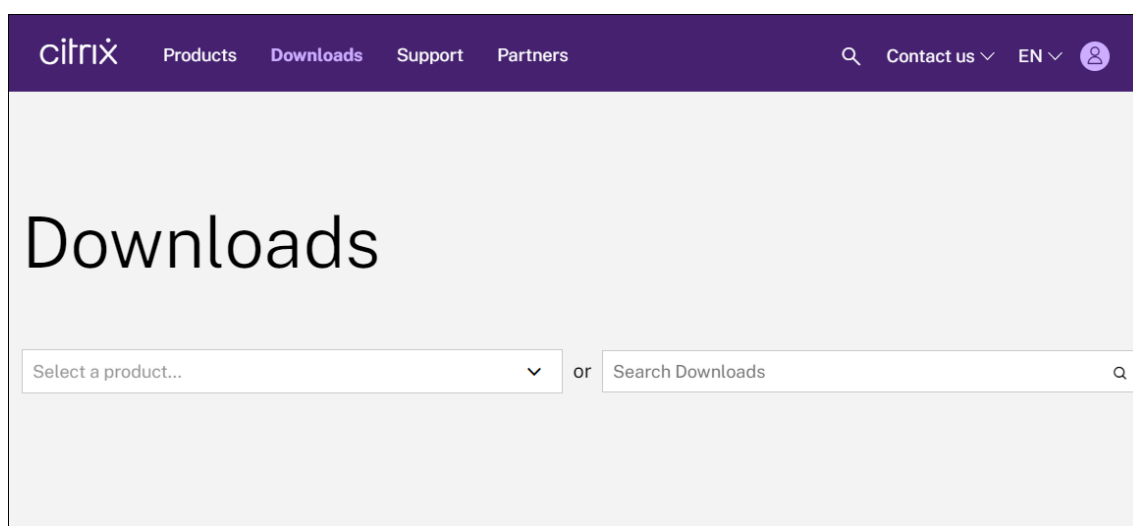 citrix Products Downloads Support Partners Contact us EN
Downloads
Select a product... or Search Downloads